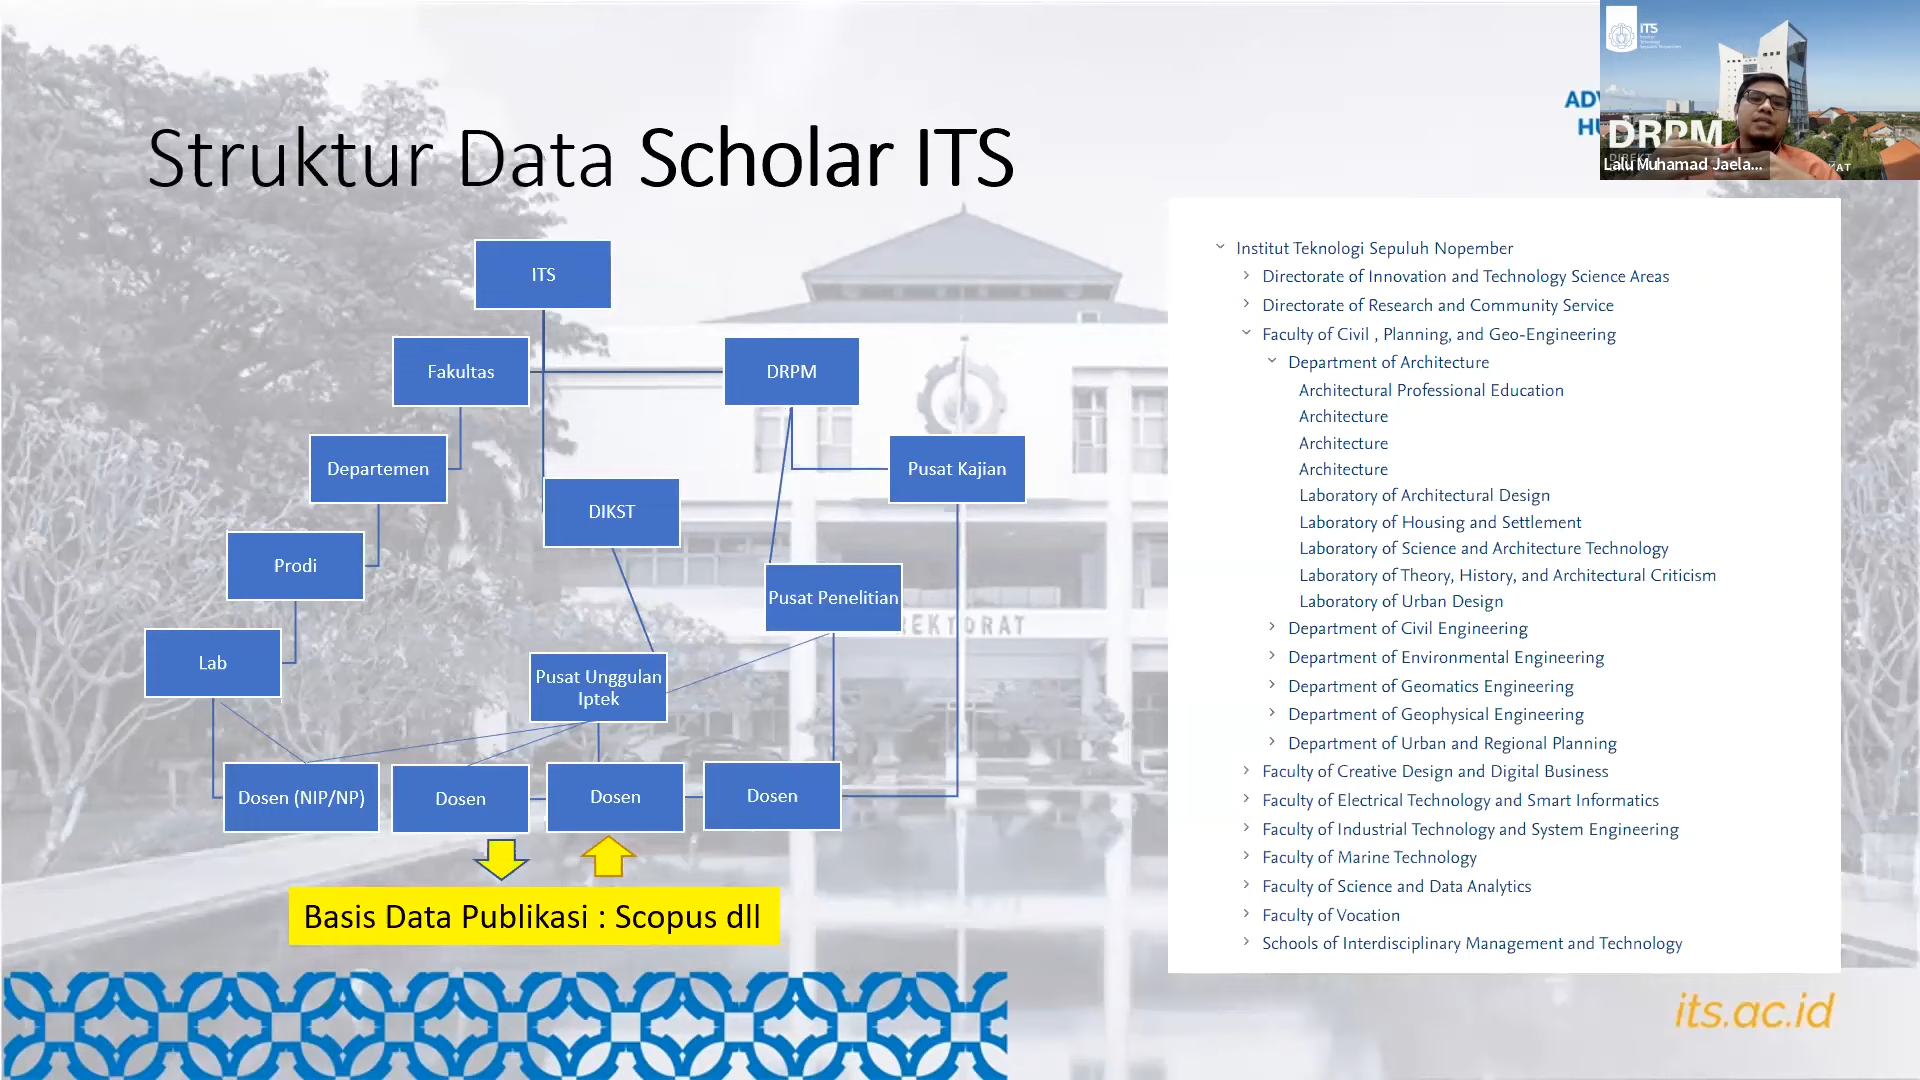 Struktur Data Scholar ITS
ITS
Fakultas
DRPM
Departemen
Pusat Kajian
DIKST
Prodi
Pusat Penelitian
Lab
Pusat Unggulan
Iptek
Dosen (NIP/NP)
Dosen
Dosen
Dosen
Basis Data Publikasi : Scopus dll
ITS
DRPM
Lalu Muhamad Jaela...
Institut Teknologi Sepuluh Nopember
Directorate of Innovation and Technology Science Areas
Directorate of Research and Community Service
Faculty of Civil , Planning, and Geo-Engineering
Department of Architecture
Architectural Professional Education
Architecture
Architecture
Architecture
Laboratory of Architectural Design
Laboratory of Housing and Settlement
Laboratory of Science and Architecture Technology
Laboratory of Theory, History, and Architectural Criticism
Laboratory of Urban Design
Department of Civil Engineering
Department of Environmental Engineering
Department of Geomatics Engineering
Department of Geophysical Engineering
Department of Urban and Regional Planning
Faculty of Creative Design and Digital Business
Faculty of Electrical Technology and Smart Informatics
Faculty of Industrial Technology and System Engineering
Faculty of Marine Technology
Faculty of Science and Data Analytics
Faculty of Vocation
Schools of Interdisciplinary Management and Technology
its.ac.id